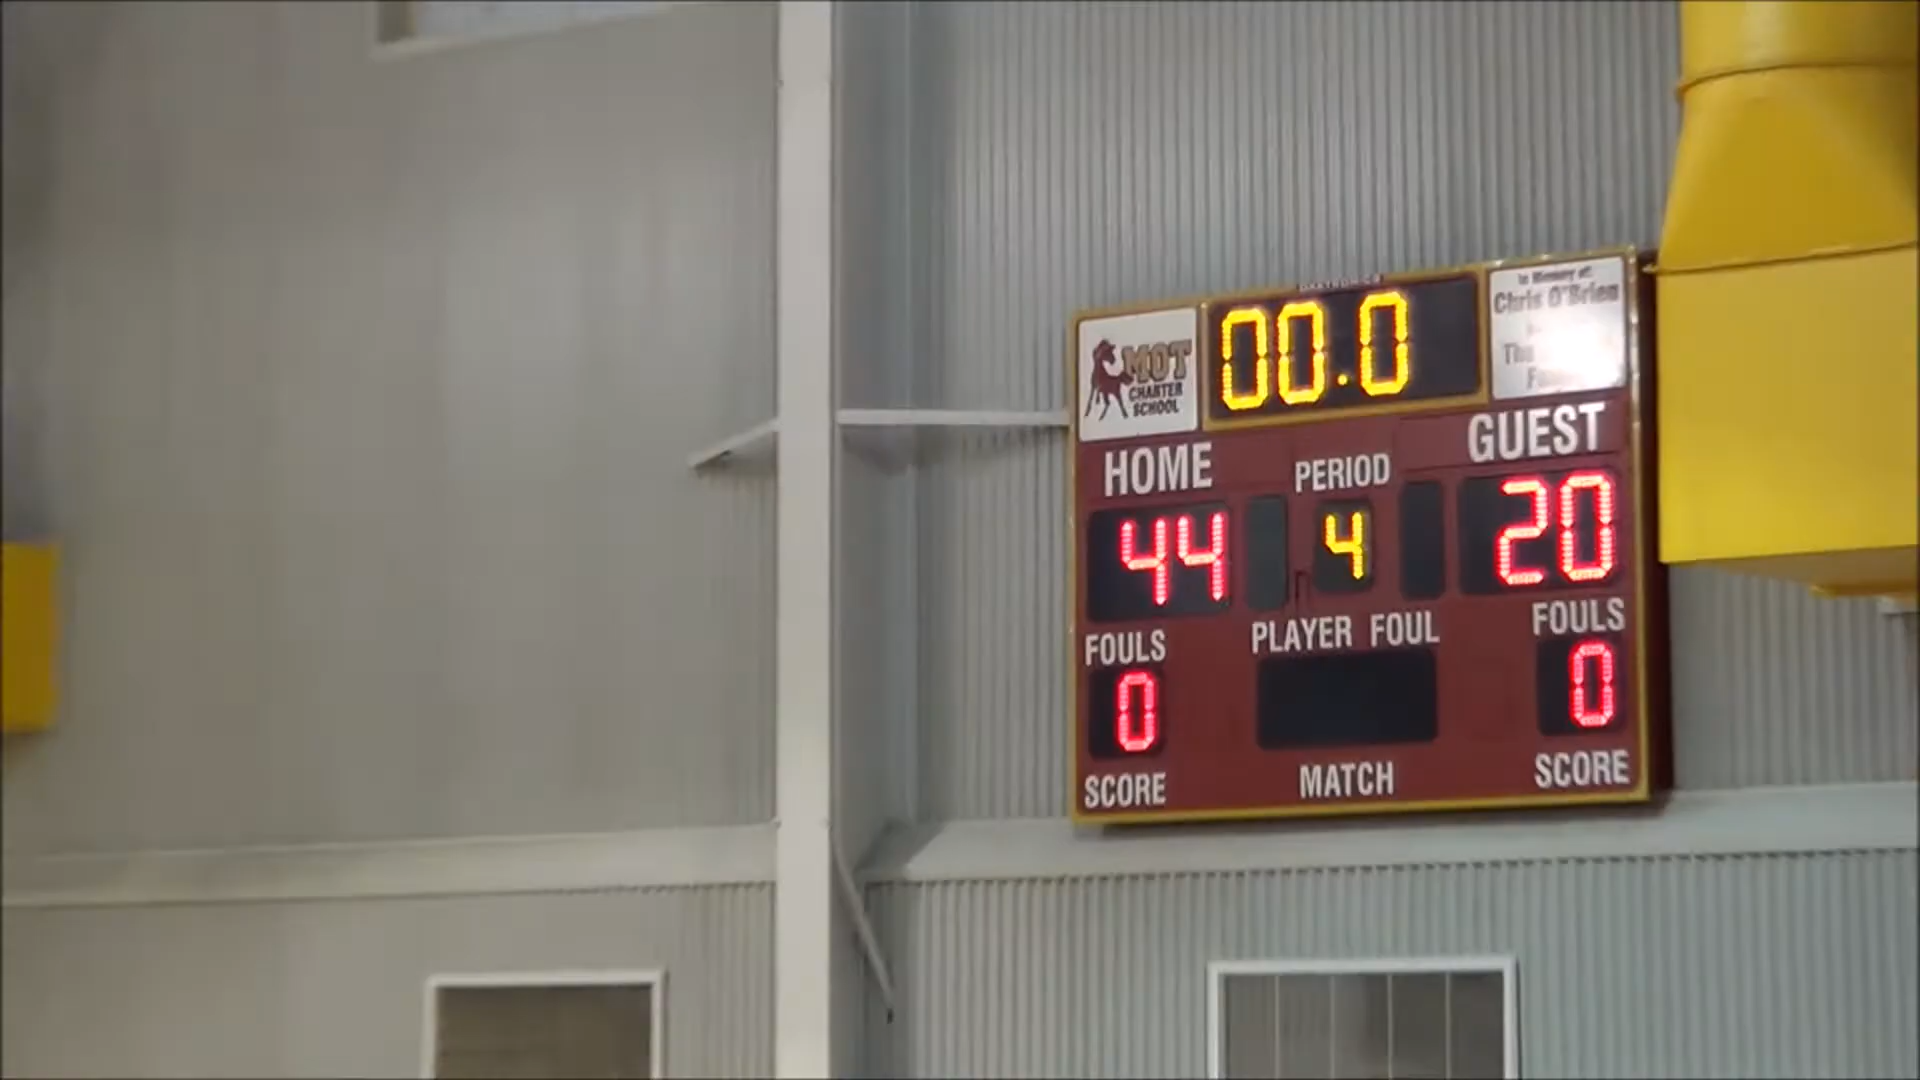 DAKTRONICS
MOT
CHARTER
SCHOOL
00.0
In Memory of:
Chris O'Brien
HOME
PERIOD
GUEST
44
4
20
FOULS
PLAYER FOUL
FOULS
0
0
SCORE
MATCH
SCORE